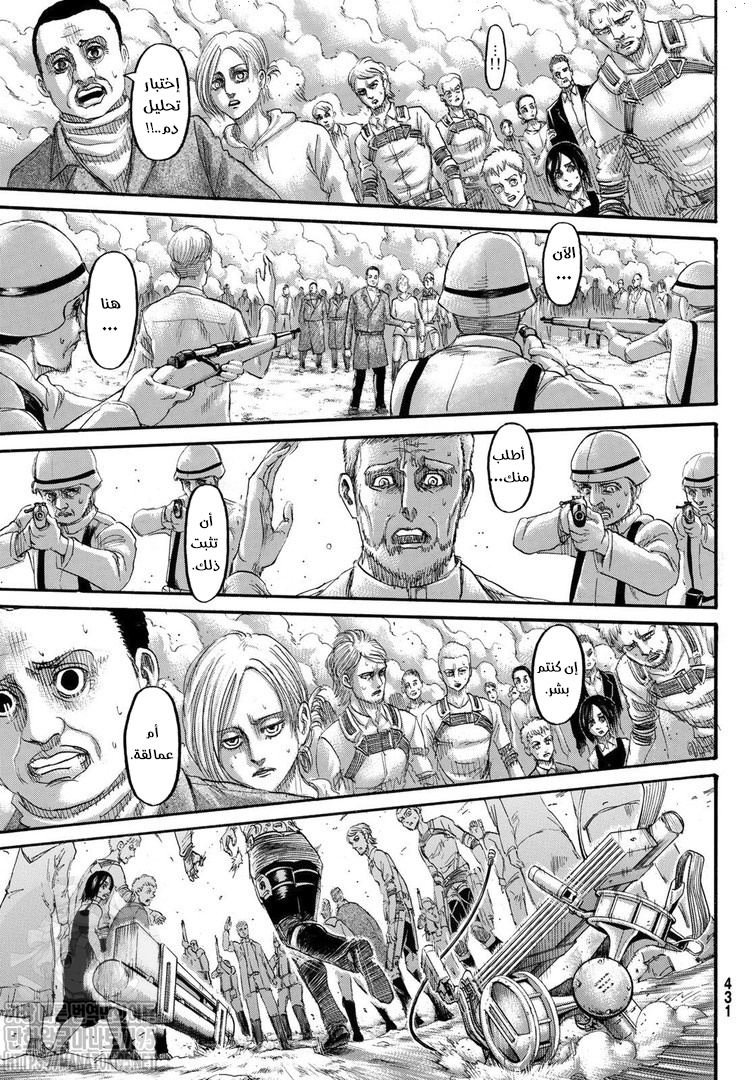 ...
!!
إختبار
تحليل
دم...!!
الآن
...
هنا
...
أطلب
منك...
أن
تثبت
ذلك.
إن كنتم
بشر.
أم
عمالقة.
431